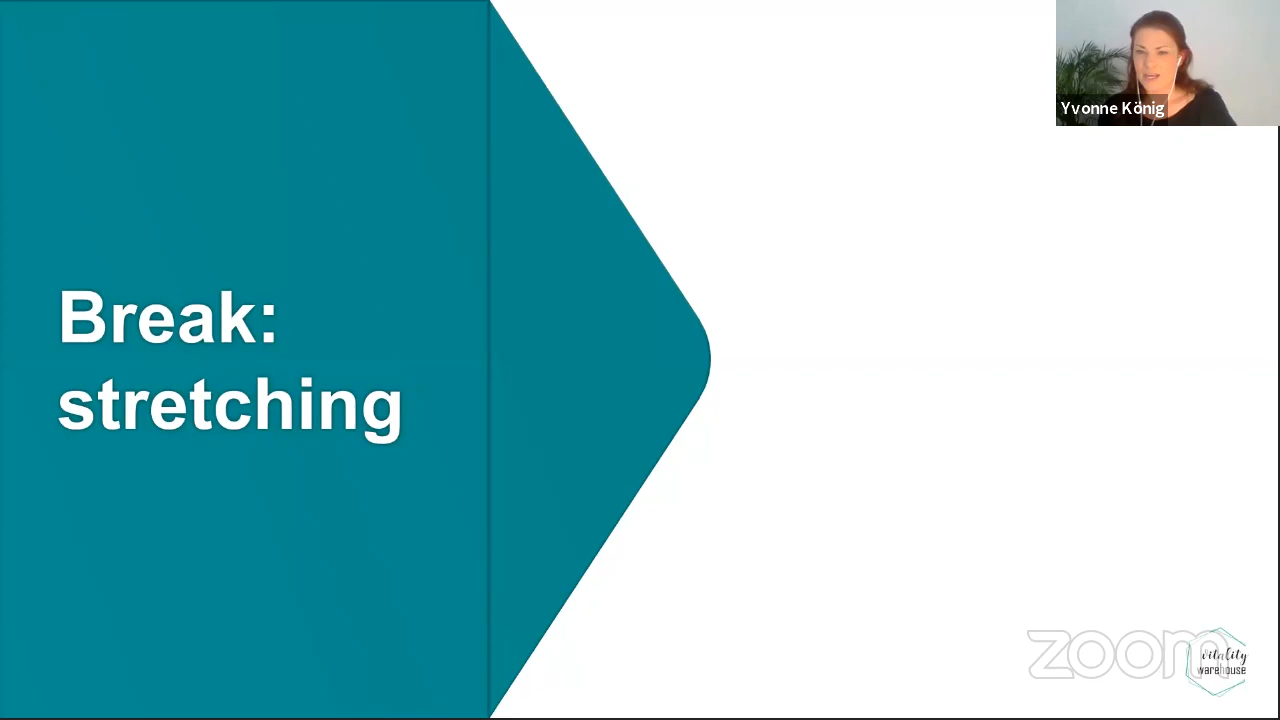 Yvonne König
Break:
stretching
zoom
vitality
warehouse